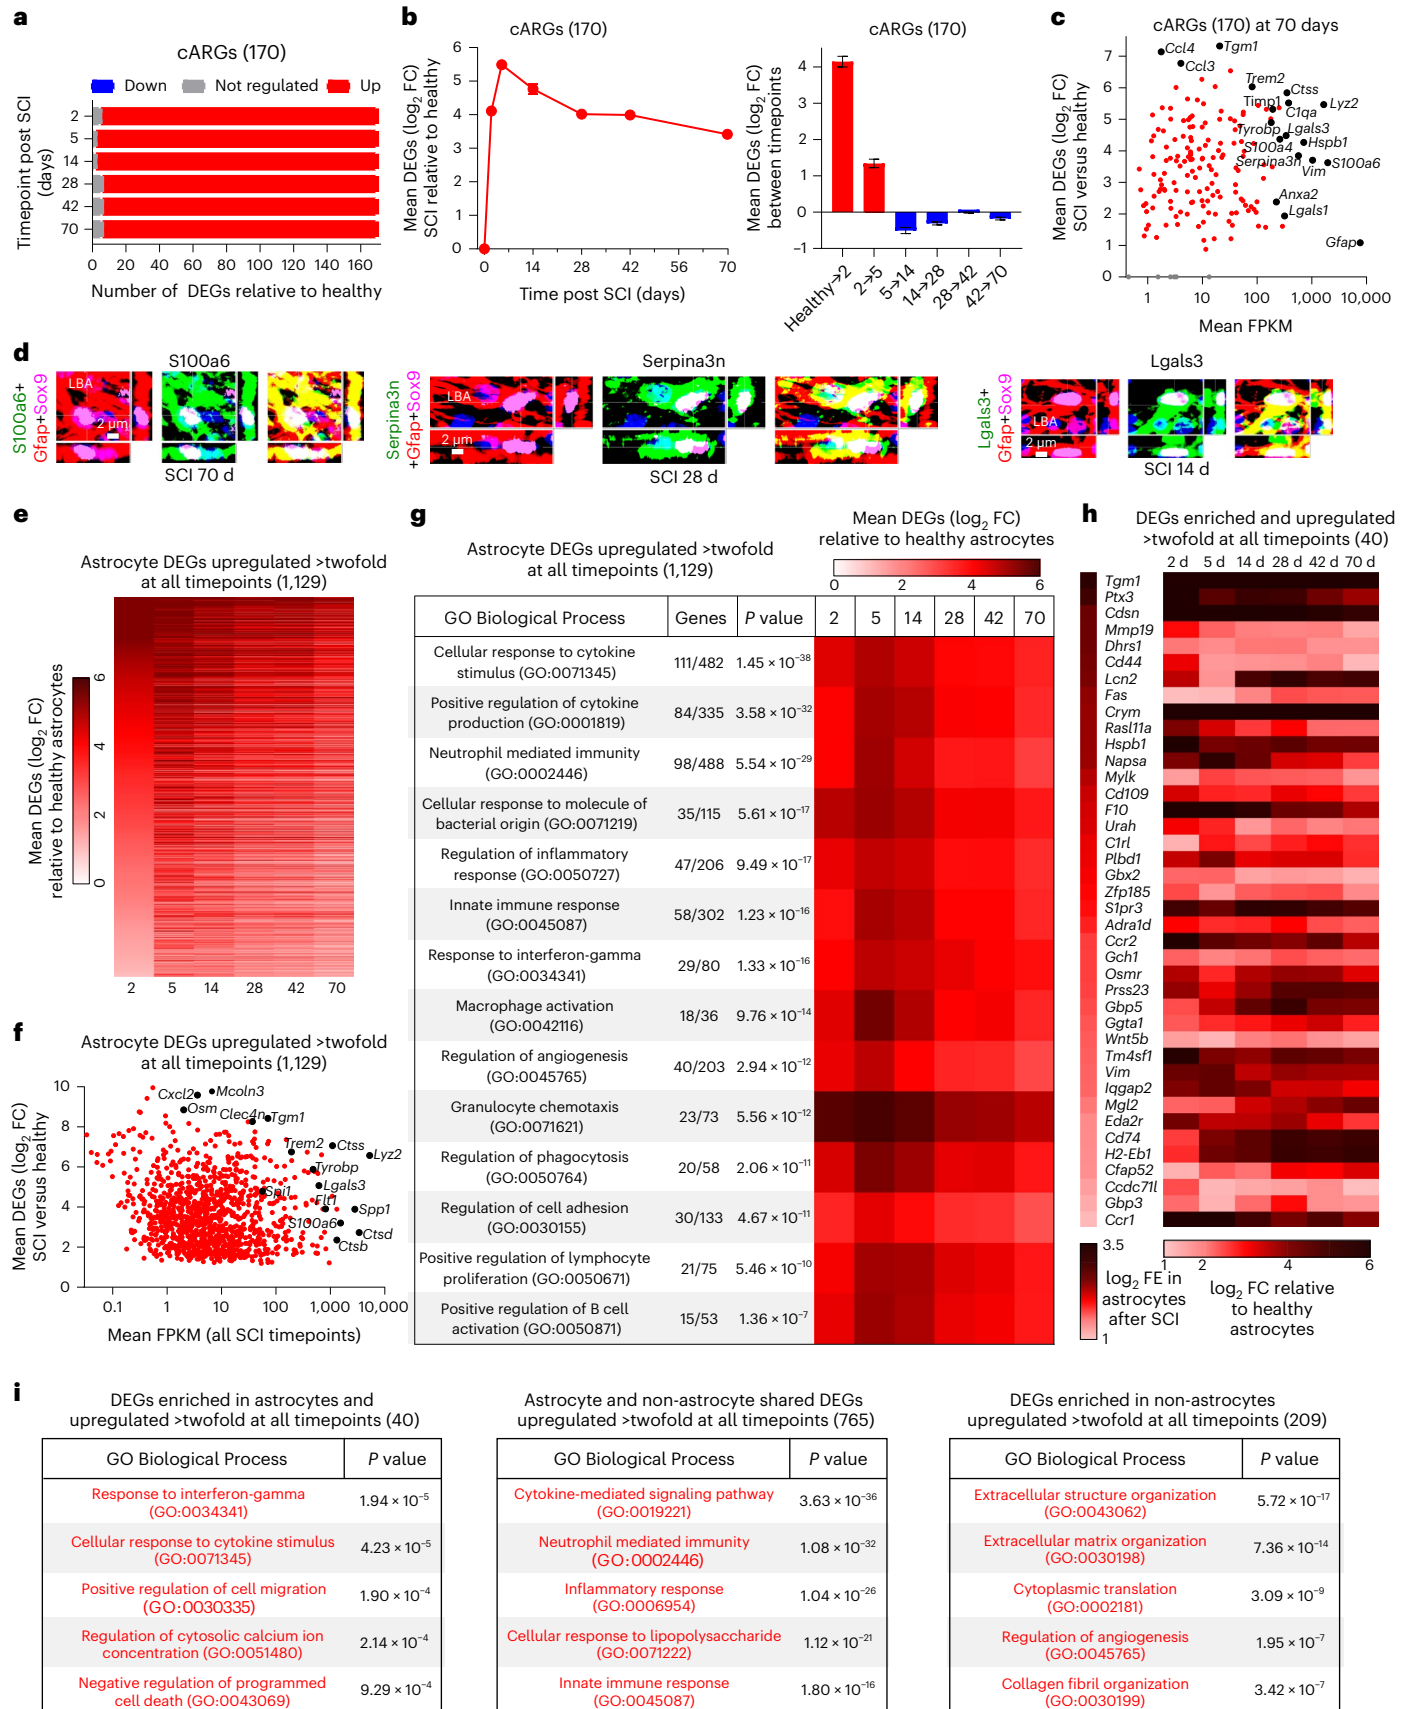 a
cARGs (170)
Down
Not regulated
Up
Timepoint post SCI
(days)
2
5
14
28
42
70
0 20 40 60 80 100 120 140 160
Number of DEGs relative to healthy
b
cARGs (170)
Mean DEGs (log2 FC)
SCI relative to healthy
6
5
4
3
2
1
0
0 14 28 42 56 70
Time post SCI (days)
cARGs (170)
Mean DEGs (log2 FC)
between timepoints
4
3
2
1
0
−1
Healthy→2
2→5
5→14
14→28
28→42
42→70
c
cARGs (170) at 70 days
Mean DEGs (log2 FC)
SCI versus healthy
7
6
5
4
3
2
1
0
Ccl4
Tgm1
Ccl3
Trem2
Ctss
Timp1
Lyz2
C1qa
Tyrobp
Lgals3
S100a4
Hspb1
Serpina3n
Vim
S100a6
Anxa2
Lgals1
Gfap
1 10 100 1,000 10,000
Mean FPKM
d
S100a6+
Gfap+Sox9
S100a6
LBA
2 µm
SCI 70 d
Serpina3n
+Gfap+Sox9
Serpina3n
LBA
2 µm
SCI 28 d
Lgals3+
Gfap+Sox9
Lgals3
LBA
2 µm
SCI 14 d
e
Astrocyte DEGs upregulated >twofold
at all timepoints (1,129)
Mean DEGs (log2 FC)
relative to healthy astrocytes
6
4
2
0
2 5 14 28 42 70
f
Astrocyte DEGs upregulated >twofold
at all timepoints (1,129)
Mean DEGs (log2 FC)
SCI versus healthy
10
8
6
4
2
0
Cxcl2
Mcoln3
Osm
Clec4n
Tgm1
Trem2
Ctss
Lyz2
Tyrobp
Spi1
Lgals3
Flt1
Spp1
S100a6
Ctsd
Ctsb
0.1 1 10 100 1,000 10,000
Mean FPKM (all SCI timepoints)
g
Astrocyte DEGs upregulated >twofold
at all timepoints (1,129)
Mean DEGs (log2 FC)
relative to healthy astrocytes
0 2 4 6
GO Biological Process Genes P value 2 5 14 28 42 70
Cellular response to cytokine
stimulus (GO:0071345) 111/482 1.45 × 10−38
Positive regulation of cytokine
production (GO:0001819) 84/335 3.58 × 10−32
Neutrophil mediated immunity
(GO:0002446) 98/488 5.54 × 10−29
Cellular response to molecule of
bacterial origin (GO:0071219) 35/115 5.61 × 10−17
Regulation of inflammatory
response (GO:0050727) 47/206 9.49 × 10−17
Innate immune response
(GO:0045087) 58/302 1.23 × 10−16
Response to interferon-gamma
(GO:0034341) 29/80 1.33 × 10−16
Macrophage activation
(GO:0042116) 18/36 9.76 × 10−14
Regulation of angiogenesis
(GO:0045765) 40/203 2.94 × 10−12
Granulocyte chemotaxis
(GO:0071621) 23/73 5.56 × 10−12
Regulation of phagocytosis
(GO:0050764) 20/58 2.06 × 10−11
Regulation of cell adhesion
(GO:0030155) 30/133 4.67 × 10−11
Positive regulation of lymphocyte
proliferation (GO:0050671) 21/75 5.46 × 10−10
Positive regulation of B cell
activation (GO:0050871) 15/53 1.36 × 10−7
h
DEGs enriched and upregulated
>twofold at all timepoints (40)
2 d 5 d 14 d 28 d 42 d 70 d
Tgm1
Ptx3
Cdsn
Mmp19
Dhrs1
Cd44
Lcn2
Fas
Crym
Rasl11a
Hspb1
Napsa
Mylk
Cd109
F10
Urah
C1rl
Plbd1
Gbx2
Zfp185
S1pr3
Adra1d
Ccr2
Gch1
Osmr
Prss23
Gbp5
Ggta1
Wnt5b
Tm4sf1
Vim
Iqgap2
Mgl2
Eda2r
Cd74
H2-Eb1
Cfap52
Ccdc71l
Gbp3
Ccr1
3.5
1
log2 FE in
astrocytes
after SCI
1 2 4 6
log2 FC relative
to healthy
astrocytes
i
DEGs enriched in astrocytes and
upregulated >twofold at all timepoints (40)
GO Biological Process P value
Response to interferon-gamma
(GO:0034341) 1.94 × 10−5
Cellular response to cytokine stimulus
(GO:0071345) 4.23 × 10−5
Positive regulation of cell migration
(GO:0030335) 1.90 × 10−4
Regulation of cytosolic calcium ion
concentration (GO:0051480) 2.14 × 10−4
Negative regulation of programmed
cell death (GO:0043069) 9.29 × 10−4
Astrocyte and non-astrocyte shared DEGs
upregulated >twofold at all timepoints (765)
GO Biological Process P value
Cytokine-mediated signaling pathway
(GO:0019221) 3.63 × 10−36
Neutrophil mediated immunity
(GO:0002446) 1.08 × 10−32
Inflammatory response
(GO:0006954) 1.04 × 10−26
Cellular response to lipopolysaccharide
(GO:0071222) 1.12 × 10−21
Innate immune response
(GO:0045087) 1.80 × 10−16
DEGs enriched in non-astrocytes
upregulated >twofold at all timepoints (209)
GO Biological Process P value
Extracellular structure organization
(GO:0043062) 5.72 × 10−17
Extracellular matrix organization
(GO:0030198) 7.36 × 10−14
Cytoplasmic translation
(GO:0002181) 3.09 × 10−9
Regulation of angiogenesis
(GO:0045765) 1.95 × 10−7
Collagen fibril organization
(GO:0030199) 3.42 × 10−7